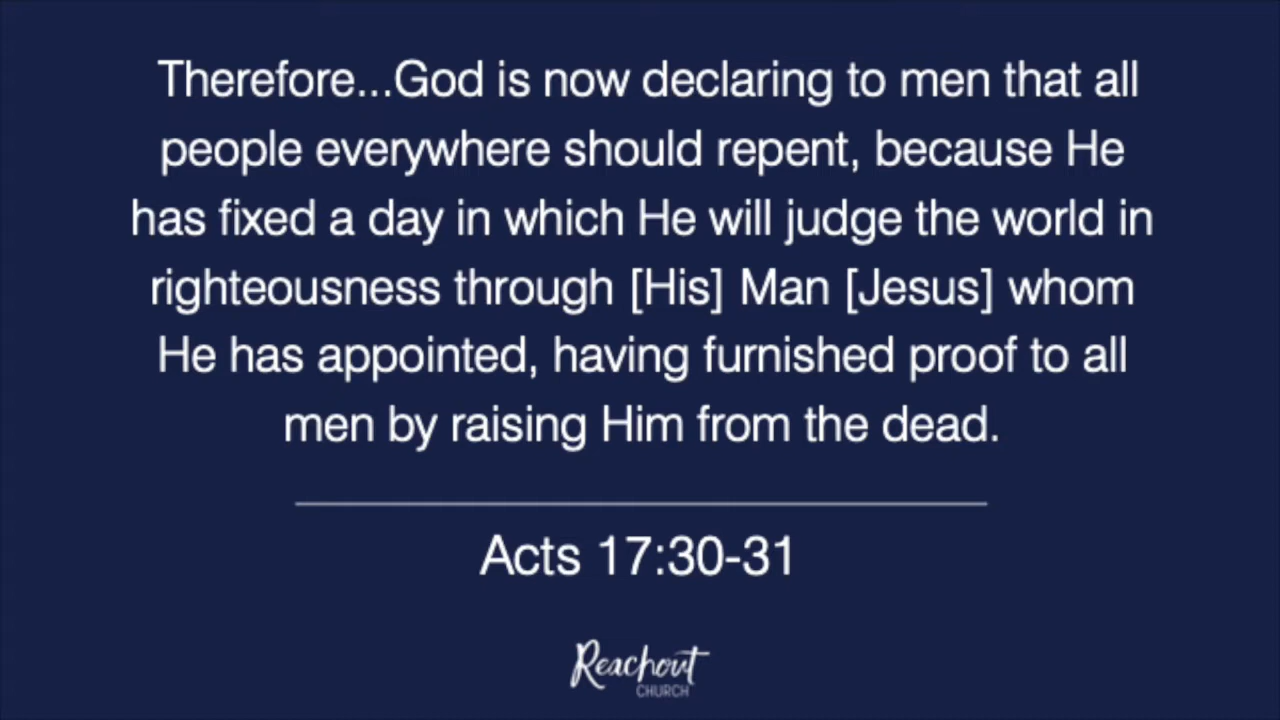 Therefore...God is now declaring to men that all
people everywhere should repent, because He
has fixed a day in which He will judge the world in
righteousness through [His] Man [Jesus] whom
He has appointed, having furnished proof to all
men by raising Him from the dead.
Acts 17:30-31
Reachout
CHURCH